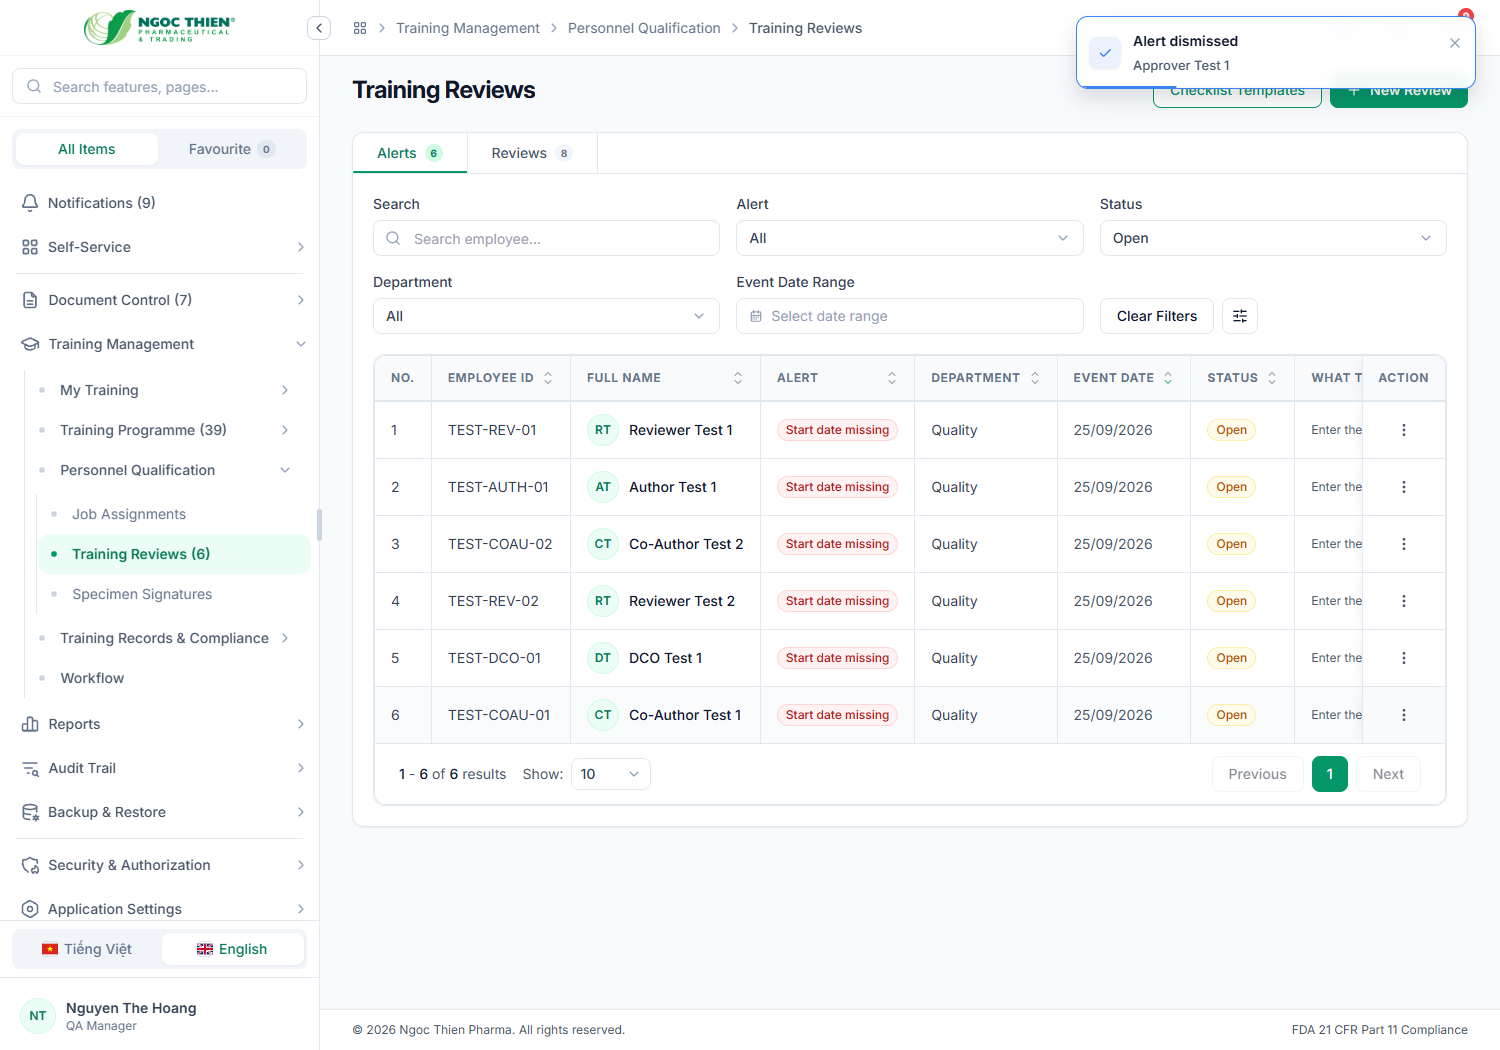 NGOC THIEN®
PHARMACEUTICAL
& TRADING
Search features, pages...
All Items
Favourite 0
Notifications (9)
Self-Service
Document Control (7)
Training Management
My Training
Training Programme (39)
Personnel Qualification
Job Assignments
Training Reviews (6)
Specimen Signatures
Training Records & Compliance
Workflow
Reports
Audit Trail
Backup & Restore
Security & Authorization
Application Settings
Tiếng Việt
English
NT
Nguyen The Hoang
QA Manager
Training Management
Personnel Qualification
Training Reviews
Alert dismissed
Approver Test 1
Training Reviews
Checklist Templates
New Review
Alerts 6
Reviews 8
Search
Alert
Status
Search employee...
All
Open
Department
Event Date Range
All
Select date range
Clear Filters
NO. EMPLOYEE ID FULL NAME ALERT DEPARTMENT EVENT DATE STATUS WHAT T ACTION
1 TEST-REV-01 RT Reviewer Test 1 Start date missing Quality 25/09/2026 Open Enter the
2 TEST-AUTH-01 AT Author Test 1 Start date missing Quality 25/09/2026 Open Enter the
3 TEST-COAU-02 CT Co-Author Test 2 Start date missing Quality 25/09/2026 Open Enter the
4 TEST-REV-02 RT Reviewer Test 2 Start date missing Quality 25/09/2026 Open Enter the
5 TEST-DCO-01 DT DCO Test 1 Start date missing Quality 25/09/2026 Open Enter the
6 TEST-COAU-01 CT Co-Author Test 1 Start date missing Quality 25/09/2026 Open Enter the
1 - 6 of 6 results Show: 10
Previous 1 Next
© 2026 Ngoc Thien Pharma. All rights reserved.
FDA 21 CFR Part 11 Compliance